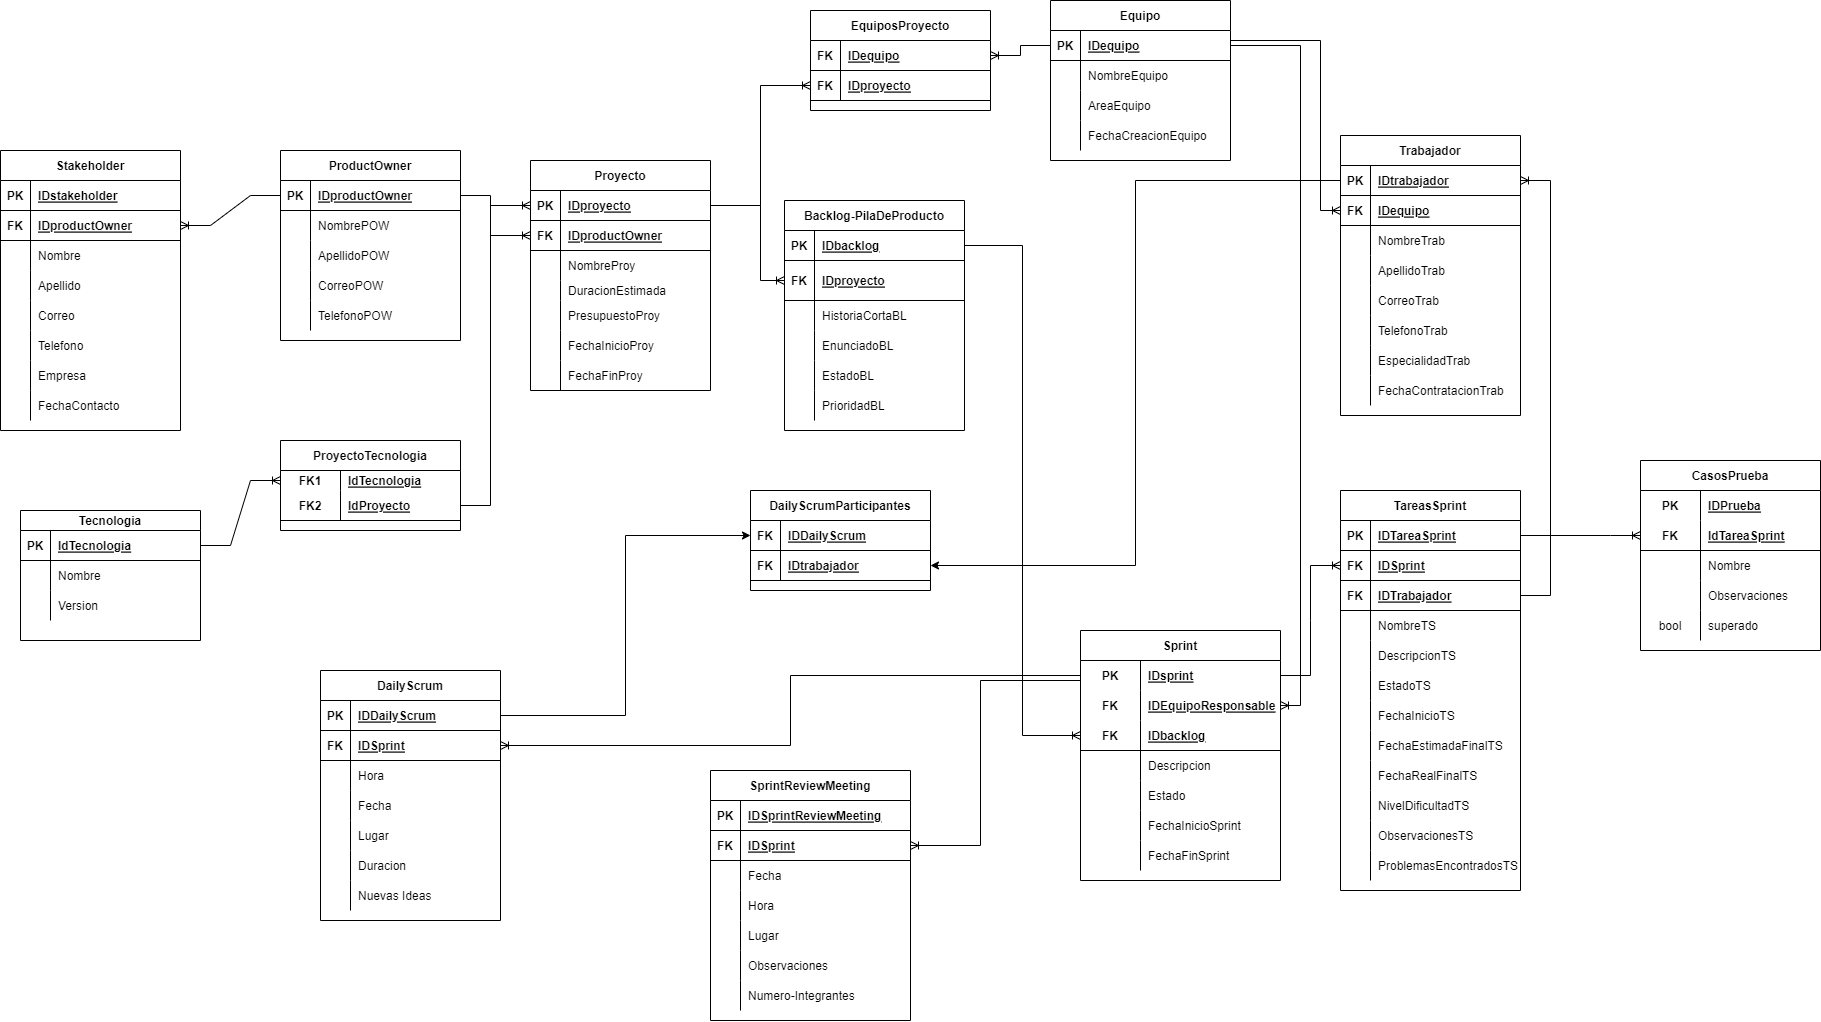 Equipo
PK IDequipo
NombreEquipo
AreaEquipo
FechaCreacionEquipo
EquiposProyecto
FK IDequipo
FK IDproyecto
Trabajador
PK IDtrabajador
FK IDequipo
NombreTrab
ApellidoTrab
CorreoTrab
TelefonoTrab
EspecialidadTrab
FechaContratacionTrab
Stakeholder
PK IDstakeholder
FK IDproductOwner
Nombre
Apellido
Correo
Telefono
Empresa
FechaContacto
ProductOwner
PK IDproductOwner
NombrePOW
ApellidoPOW
CorreoPOW
TelefonoPOW
Proyecto
PK IDproyecto
FK IDproductOwner
NombreProy
DuracionEstimada
PresupuestoProy
FechaInicioProy
FechaFinProy
Backlog-PilaDeProducto
PK IDbacklog
FK IDproyecto
HistoriaCortaBL
EnunciadoBL
EstadoBL
PrioridadBL
ProyectoTecnologia
FK1 IdTecnologia
FK2 IdProyecto
Tecnologia
PK IdTecnologia
Nombre
Version
DailyScrumParticipantes
FK IDDailyScrum
FK IDtrabajador
TareasSprint
PK IDTareaSprint
FK IDSprint
FK IDTrabajador
NombreTS
DescripcionTS
EstadoTS
FechaInicioTS
FechaEstimadaFinalTS
FechaRealFinalTS
NivelDificultadTS
ObservacionesTS
ProblemasEncontradosTS
CasosPrueba
PK IDPrueba
FK IdTareaSprint
Nombre
Observaciones
bool superado
Sprint
PK IDsprint
FK IDEquipoResponsable
FK IDbacklog
Descripcion
Estado
FechaInicioSprint
FechaFinSprint
DailyScrum
PK IDDailyScrum
FK IDSprint
Hora
Fecha
Lugar
Duracion
Nuevas Ideas
SprintReviewMeeting
PK IDSprintReviewMeeting
FK IDSprint
Fecha
Hora
Lugar
Observaciones
Numero-Integrantes